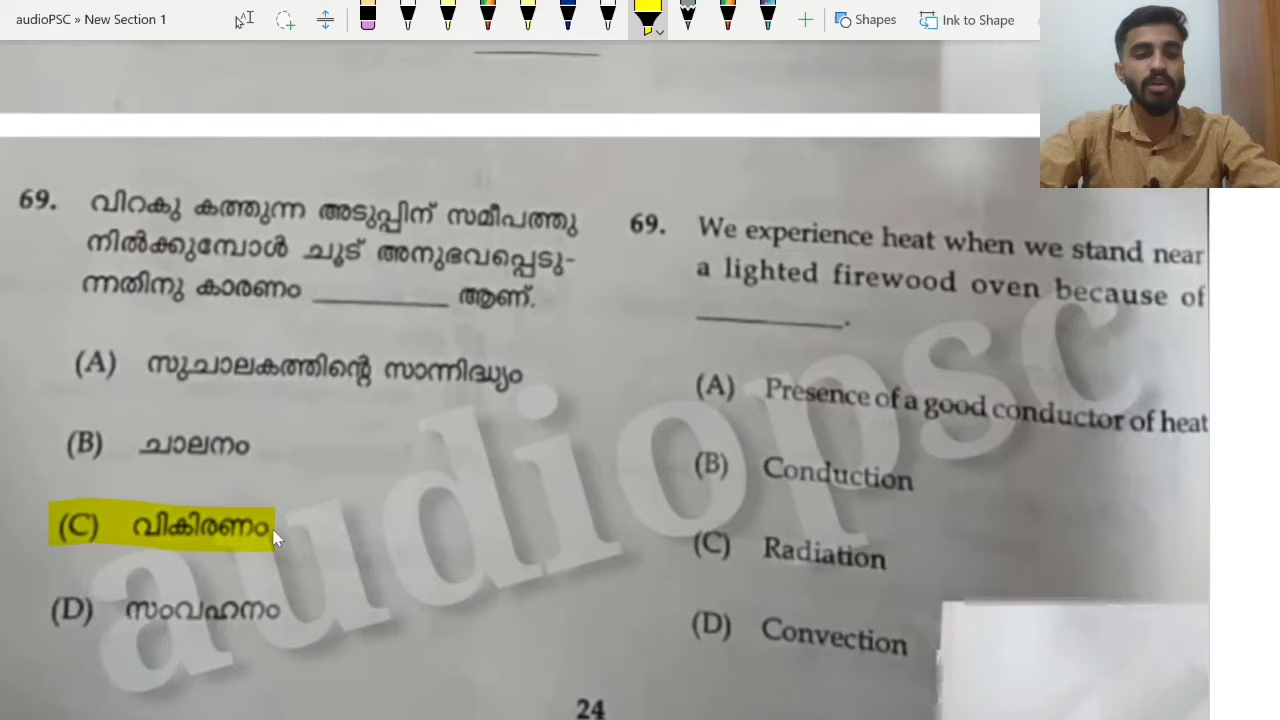 audioPSC » New Section 1
Shapes
Ink to Shape
69. വിറകു കത്തുന്ന അടുപ്പിന് സമീപത്തു
നിൽക്കുമ്പോൾ ചൂട് അനുഭവപ്പെടു-
ന്നതിനു കാരണം ________ ആണ്.
(A) സുചാലകത്തിന്റെ സാന്നിദ്ധ്യം
(B) ചാലനം
(C) വികിരണം
(D) സംവഹനം
69. We experience heat when we stand near
a lighted firewood oven because of
________.
(A) Presence of a good conductor of heat
(B) Conduction
(C) Radiation
(D) Convection
audiopsc
24